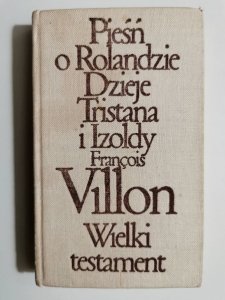 Pieśń
o Rolandzie
Dzieje
Tristana
i Izoldy
François
Villon
Wielki
testament